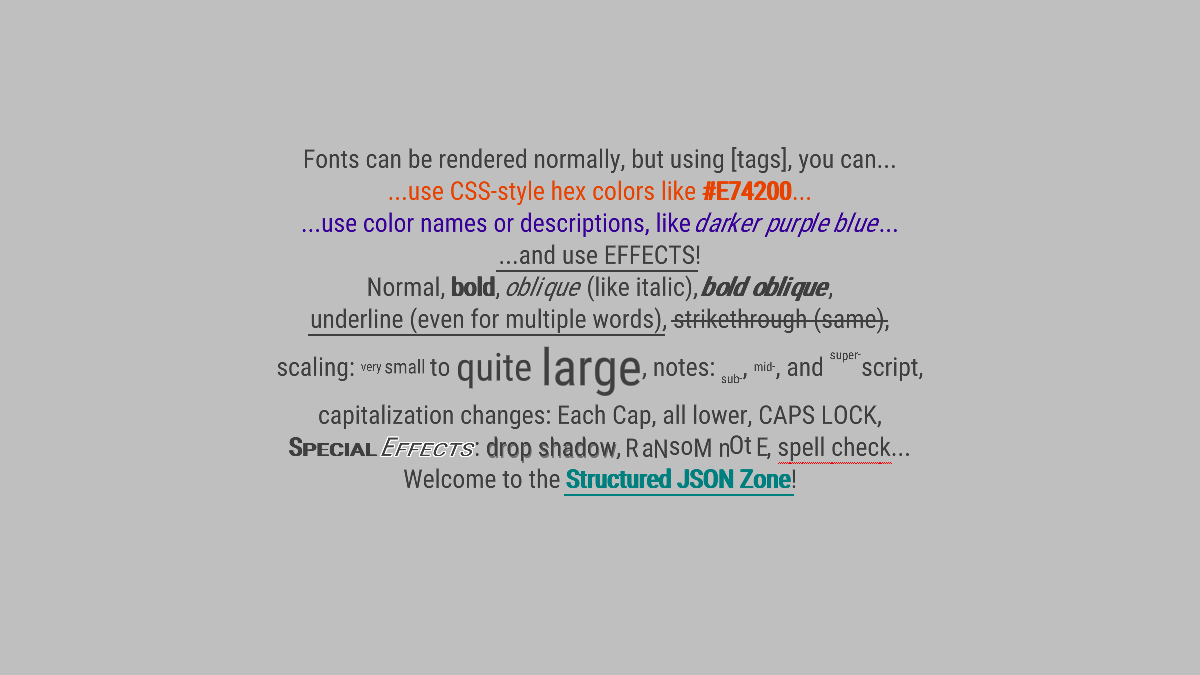 Fonts can be rendered normally, but using [tags], you can...
...use CSS-style hex colors like #E74200...
...use color names or descriptions, like darker purple blue...
...and use EFFECTS!
Normal, bold, oblique (like italic), bold oblique,
underline (even for multiple words), strikethrough (same),
scaling: very small to quite large, notes: sub-, mid-, and super-script,
capitalization changes: Each Cap, all lower, CAPS LOCK,
Special Effects: drop shadow, RaNsoM nOtE, spell check...
Welcome to the Structured JSON Zone!